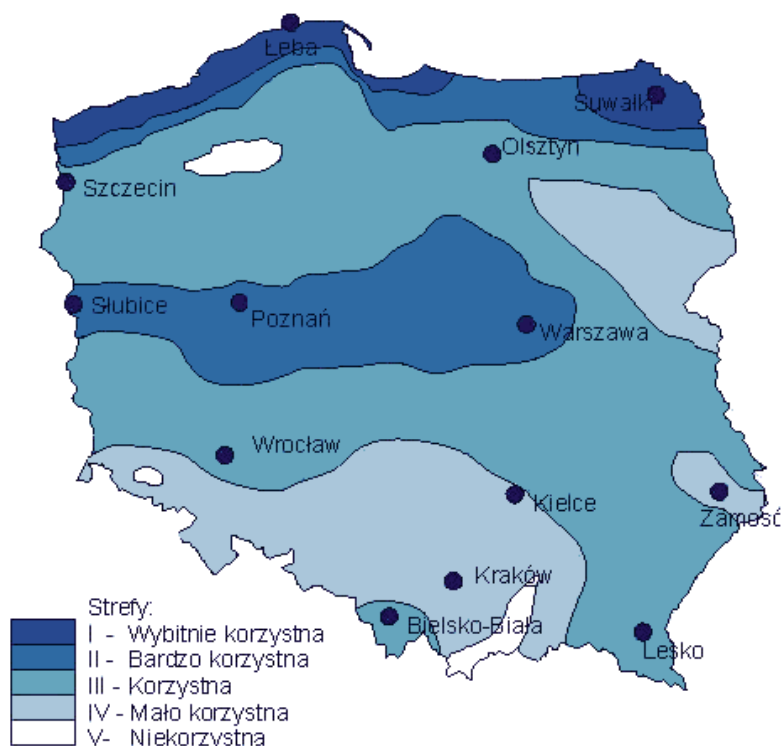 Łeba
Suwałki
Olsztyn
Szczecin
Słubice
Poznań
Warszawa
Wrocław
Kielce
Zamość
Kraków
Bielsko-Biała
Lesko
Strefy:
I - Wybitnie korzystna
II - Bardzo korzystna
III - Korzystna
IV - Mało korzystna
V- Niekorzystna